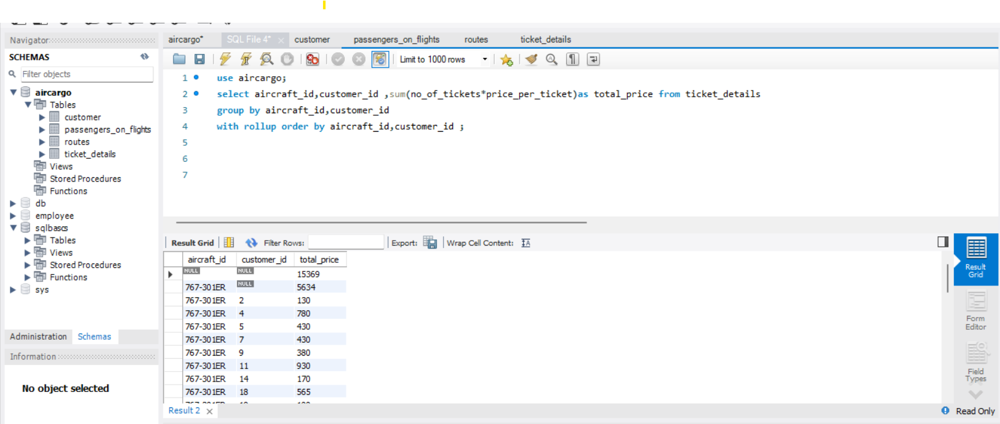 Navigator
SCHEMAS
Filter objects
aircargo
Tables
customer
passengers_on_flights
routes
ticket_details
Views
Stored Procedures
Functions
db
employee
sqlbascs
Tables
Views
Stored Procedures
Functions
sys
Administration Schemas
Information
No object selected
aircargo* SQL File 4* customer passengers_on_flights routes ticket_details
Limit to 1000 rows
1 use aircargo;
2 select aircraft_id,customer_id ,sum(no_of_tickets*price_per_ticket)as total_price from ticket_details
3 group by aircraft_id,customer_id
4 with rollup order by aircraft_id,customer_id ;
5
6
7
Result Grid Filter Rows: Export: Wrap Cell Content:
aircraft_id customer_id total_price
NULL NULL 15369
767-301ER NULL 5634
767-301ER 2 130
767-301ER 4 780
767-301ER 5 430
767-301ER 7 430
767-301ER 9 380
767-301ER 11 930
767-301ER 14 170
767-301ER 18 565
Result 2
Result
Grid
Form
Editor
Field
Types
Read Only